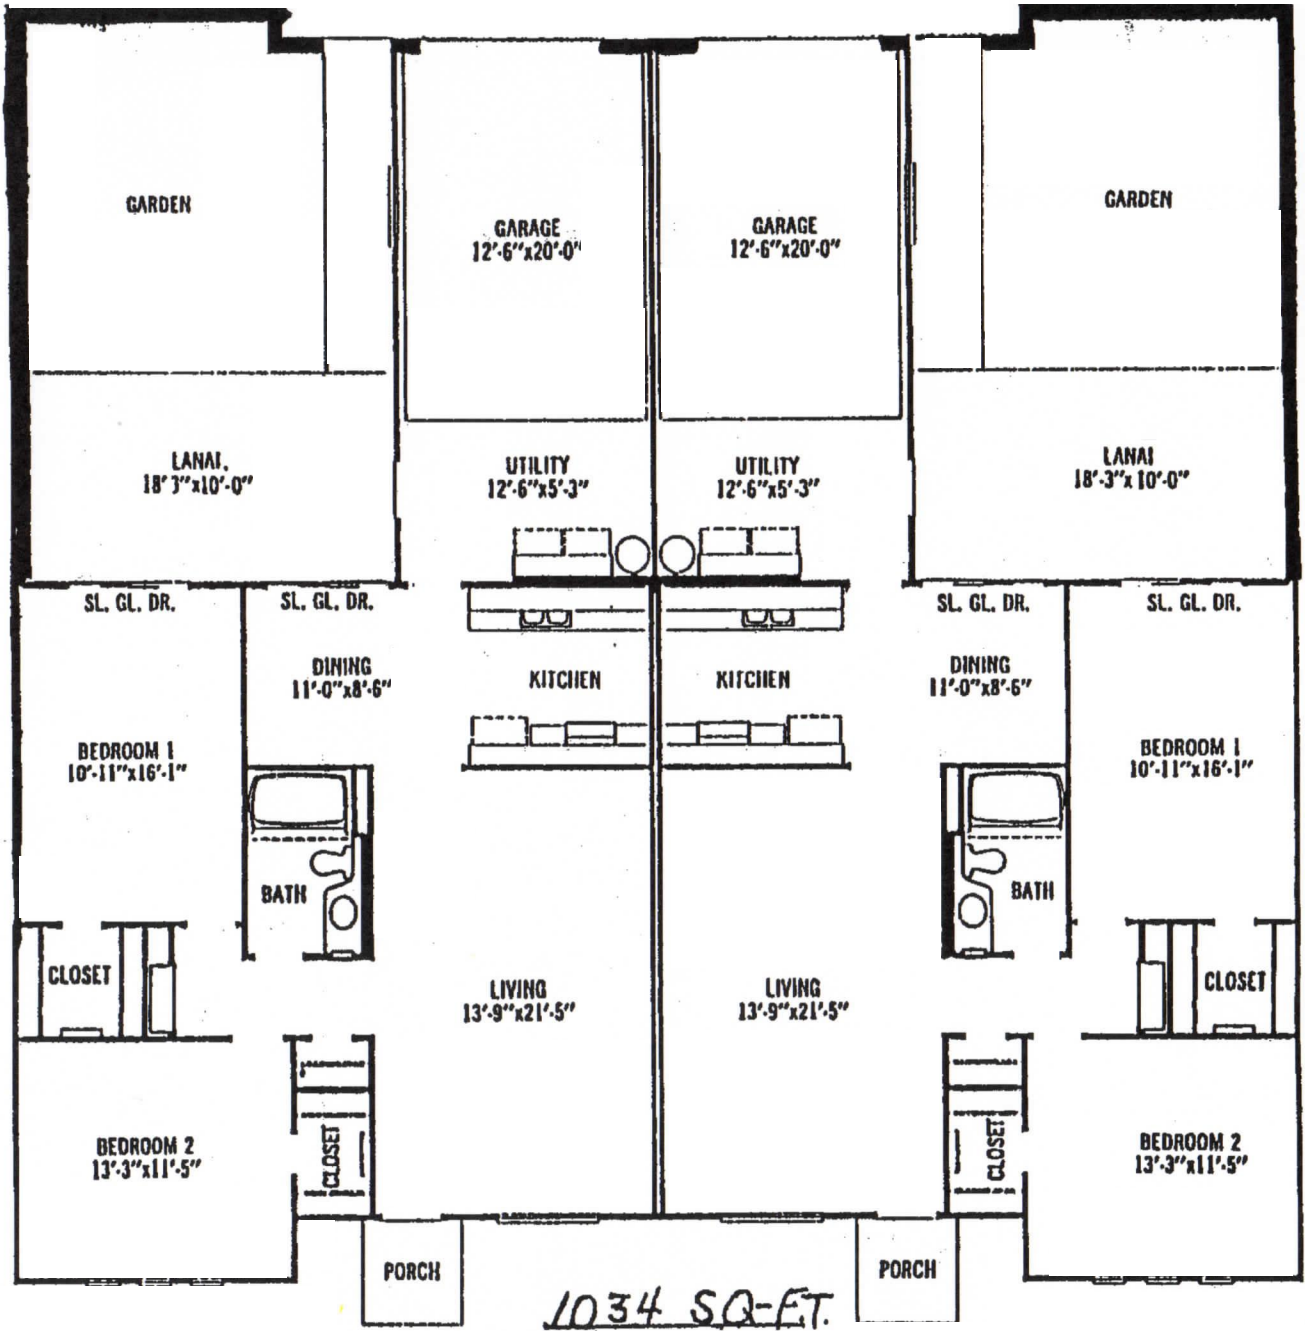 GARDEN
GARAGE
12'-6"x20'-0"
GARAGE
12'-6"x20'-0"
GARDEN
LANAI.
18' 3"x10'-0"
UTILITY
12'-6"x5'-3"
UTILITY
12'-6"x5'-3"
LANAI
18'-3"x10'-0"
SL. GL. DR.
SL. GL. DR.
SL. GL. DR.
SL. GL. DR.
DINING
11'-0"x8'-6"
KITCHEN
KITCHEN
DINING
11'-0"x8'-6"
BEDROOM 1
10'-11"x16'-1"
BEDROOM 1
10'-11"x16'-1"
BATH
BATH
CLOSET
LIVING
13'-9"x21'-5"
LIVING
13'-9"x21'-5"
CLOSET
BEDROOM 2
13'-3"x11'-5"
CLOSET
CLOSET
BEDROOM 2
13'-3"x11'-5"
PORCH
PORCH
1034 SQ-FT.